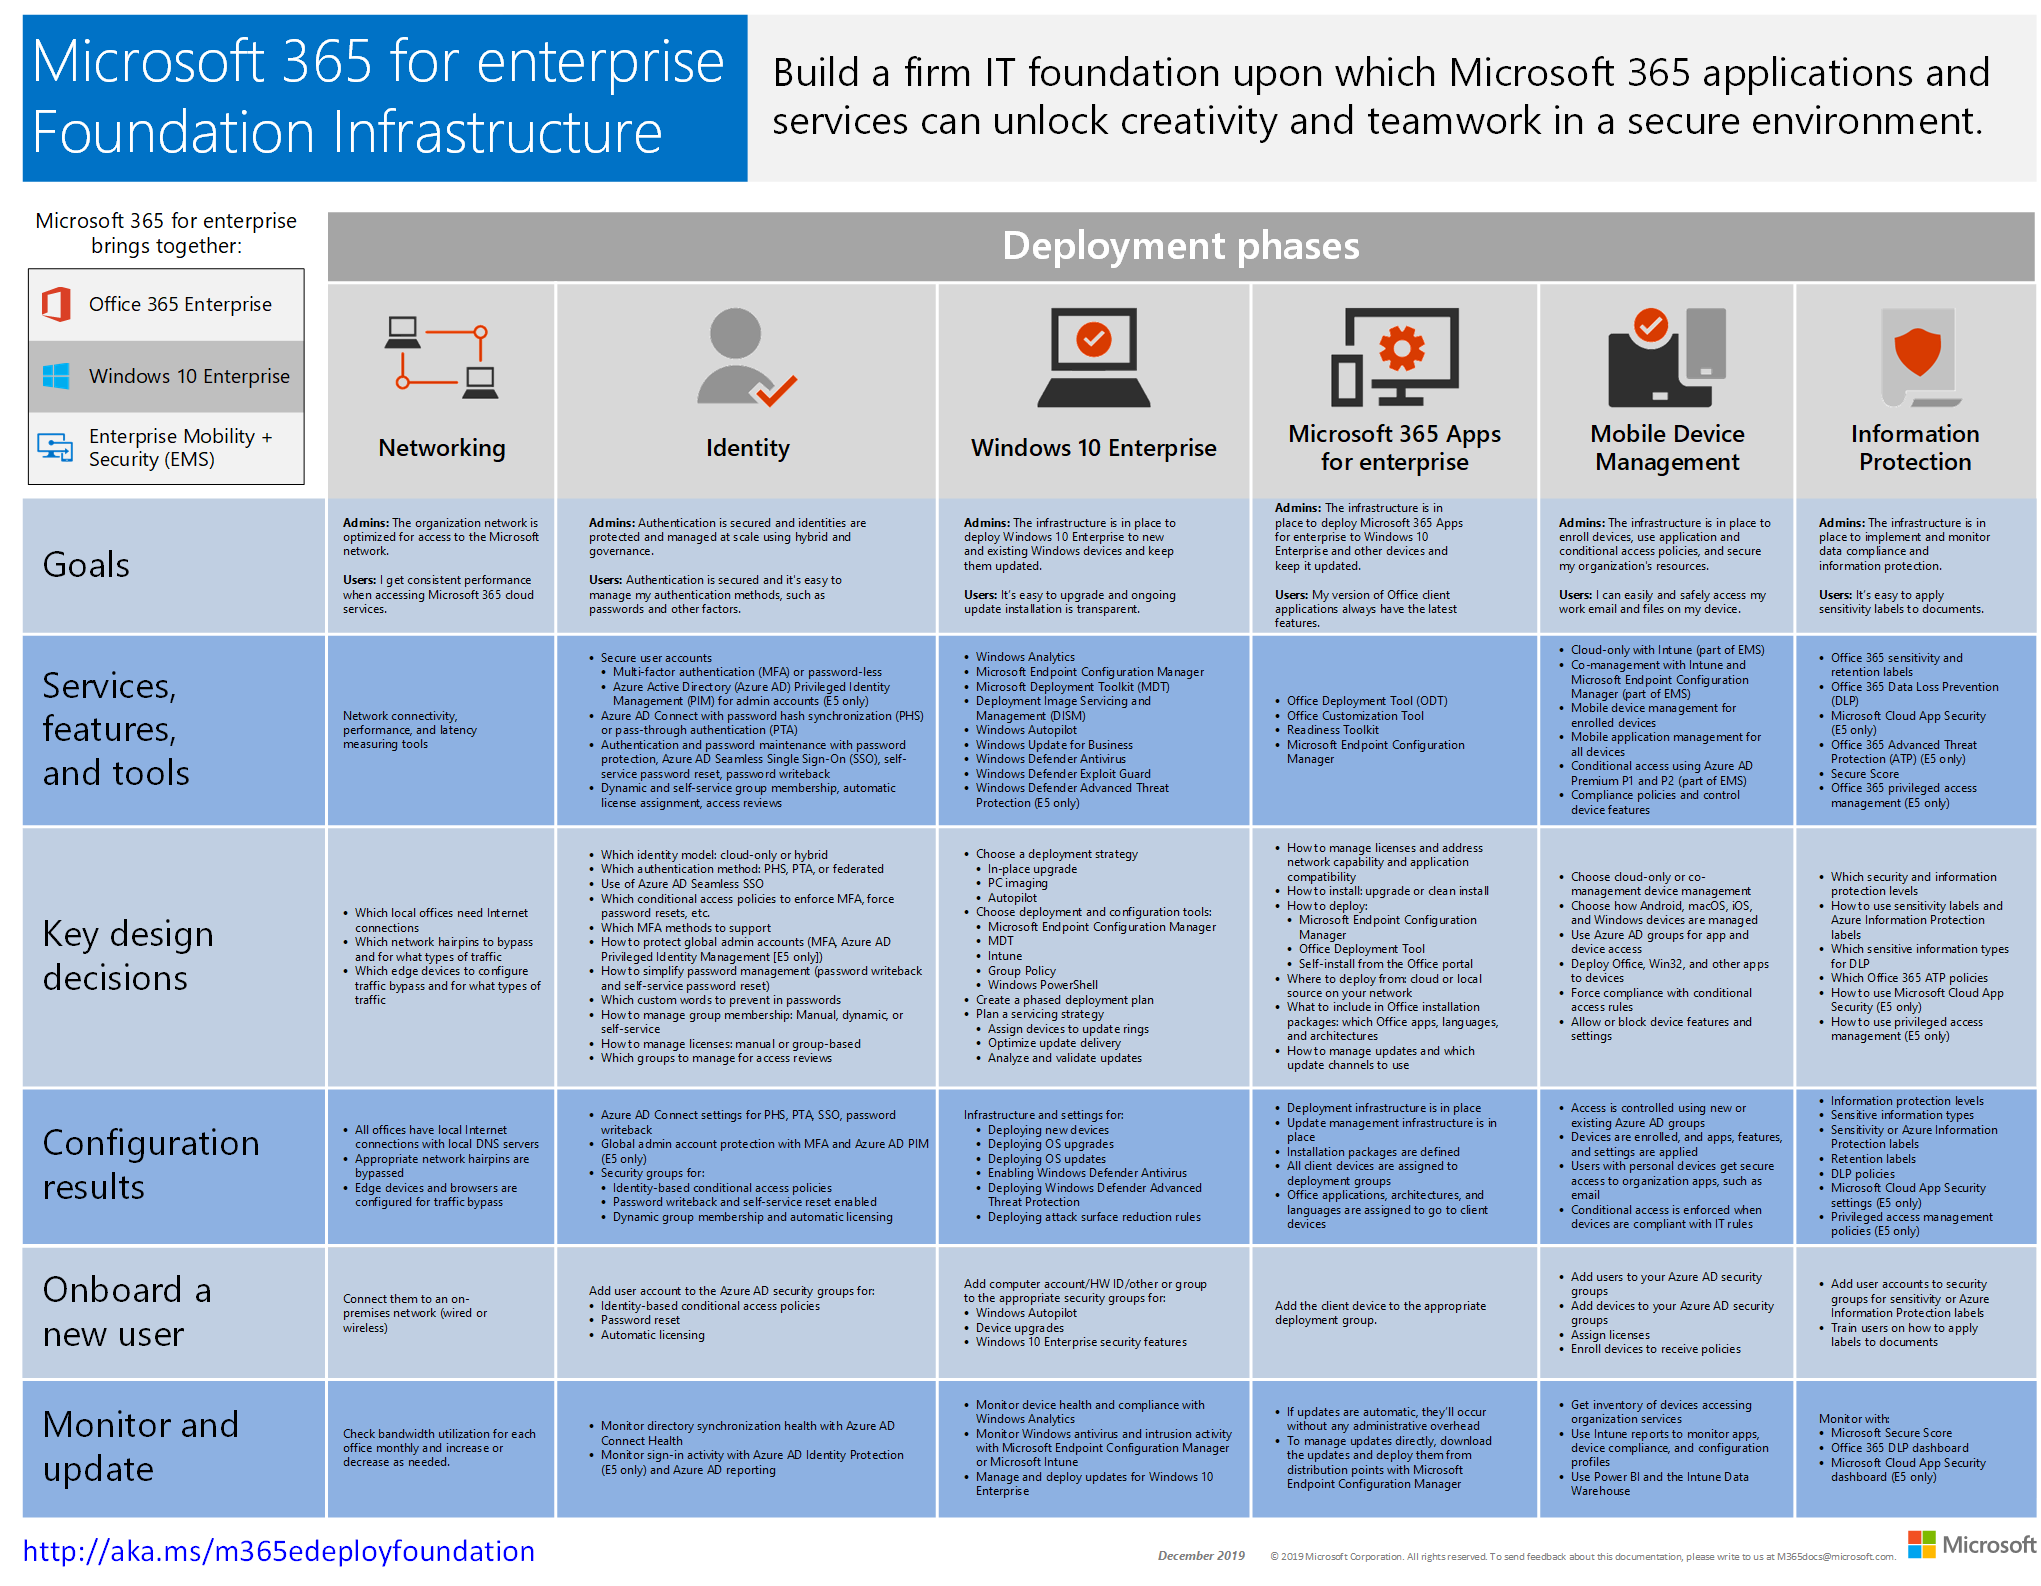 Microsoft 365 for enterprise
Foundation Infrastructure
Build a firm IT foundation upon which Microsoft 365 applications and
services can unlock creativity and teamwork in a secure environment.
Microsoft 365 for enterprise
brings together:
Office 365 Enterprise
Windows 10 Enterprise
Enterprise Mobility +
Security (EMS)
Deployment phases
Networking
Identity
Windows 10 Enterprise
Microsoft 365 Apps
for enterprise
Mobile Device
Management
Information
Protection
Goals
Admins: The organization network is
optimized for access to the Microsoft
network.
Users: I get consistent performance
when accessing Microsoft 365 cloud
services.
Admins: Authentication is secured and identities are
protected and managed at scale using hybrid and
governance.
Users: Authentication is secured and it's easy to
manage my authentication methods, such as
passwords and other factors.
Admins: The infrastructure is in place to
deploy Windows 10 Enterprise to new
and existing Windows devices and keep
them updated.
Users: It's easy to upgrade and ongoing
update installation is transparent.
Admins: The infrastructure is in
place to deploy Microsoft 365 Apps
for enterprise to Windows 10
Enterprise and other devices and
keep it updated.
Users: My version of Office client
applications always have the latest
features.
Admins: The infrastructure is in place to
enroll devices, use application and
conditional access policies, and secure
my organization's resources.
Users: I can easily and safely access my
work email and files on my device.
Admins: The infrastructure is in
place to implement and monitor
data compliance and
information protection.
Users: It's easy to apply
sensitivity labels to documents.
Services,
features,
and tools
Network connectivity,
performance, and latency
measuring tools
• Secure user accounts
• Multi-factor authentication (MFA) or password-less
• Azure Active Directory (Azure AD) Privileged Identity
Management (PIM) for admin accounts (E5 only)
• Azure AD Connect with password hash synchronization (PHS)
or pass-through authentication (PTA)
• Authentication and password maintenance with password
protection, Azure AD Seamless Single Sign-On (SSO), self-
service password reset, password writeback
• Dynamic and self-service group membership, automatic
license assignment, access reviews
• Windows Analytics
• Microsoft Endpoint Configuration Manager
• Microsoft Deployment Toolkit (MDT)
• Deployment Image Servicing and
Management (DISM)
• Windows Autopilot
• Windows Update for Business
• Windows Defender Antivirus
• Windows Defender Exploit Guard
• Windows Defender Advanced Threat
Protection (E5 only)
• Office Deployment Tool (ODT)
• Office Customization Tool
• Readiness Toolkit
• Microsoft Endpoint Configuration
Manager
• Cloud-only with Intune (part of EMS)
• Co-management with Intune and
Microsoft Endpoint Configuration
Manager (part of EMS)
• Mobile device management for
enrolled devices
• Mobile application management for
all devices
• Conditional access using Azure AD
Premium P1 and P2 (part of EMS)
• Compliance policies and control
device features
• Office 365 sensitivity and
retention labels
• Office 365 Data Loss Prevention
(DLP)
• Microsoft Cloud App Security
(E5 only)
• Office 365 Advanced Threat
Protection (ATP) (E5 only)
• Secure Score
• Office 365 privileged access
management (E5 only)
Key design
decisions
• Which local offices need Internet
connections
• Which network hairpins to bypass
and for what types of traffic
• Which edge devices to configure
traffic bypass and for what types of
traffic
• Which identity model: cloud-only or hybrid
• Which authentication method: PHS, PTA, or federated
• Use of Azure AD Seamless SSO
• Which conditional access policies to enforce MFA, force
password resets, etc.
• Which MFA methods to support
• How to protect global admin accounts (MFA, Azure AD
Privileged Identity Management [E5 only])
• How to simplify password management (password writeback
and self-service password reset)
• Which custom words to prevent in passwords
• How to manage group membership: Manual, dynamic, or
self-service
• How to manage licenses: manual or group-based
• Which groups to manage for access reviews
• Choose a deployment strategy
• In-place upgrade
• PC imaging
• Autopilot
• Choose deployment and configuration tools:
• Microsoft Endpoint Configuration Manager
• MDT
• Intune
• Group Policy
• Windows PowerShell
• Create a phased deployment plan
• Plan a servicing strategy
• Assign devices to update rings
• Optimize update delivery
• Analyze and validate updates
• How to manage licenses and address
network capability and application
compatibility
• How to install: upgrade or clean install
• How to deploy:
• Microsoft Endpoint Configuration
Manager
• Office Deployment Tool
• Self-install from the Office portal
• Where to deploy from: cloud or local
source on your network
• What to include in Office installation
packages: which Office apps, languages,
and architectures
• How to manage updates and which
update channels to use
• Choose cloud-only or co-
management device management
• Choose how Android, macOS, iOS,
and Windows devices are managed
• Use Azure AD groups for app and
device access
• Deploy Office, Win32, and other apps
to devices
• Force compliance with conditional
access rules
• Allow or block device features and
settings
• Which security and information
protection levels
• How to use sensitivity labels and
Azure Information Protection
labels
• Which sensitive information types
for DLP
• Which Office 365 ATP policies
• How to use Microsoft Cloud App
Security (E5 only)
• How to use privileged access
management (E5 only)
Configuration
results
• All offices have local Internet
connections with local DNS servers
• Appropriate network hairpins are
bypassed
• Edge devices and browsers are
configured for traffic bypass
• Azure AD Connect settings for PHS, PTA, SSO, password
writeback
• Global admin account protection with MFA and Azure AD PIM
(E5 only)
• Security groups for:
• Identity-based conditional access policies
• Password writeback and self-service reset enabled
• Dynamic group membership and automatic licensing
Infrastructure and settings for:
• Deploying new devices
• Deploying OS upgrades
• Deploying OS updates
• Enabling Windows Defender Antivirus
• Deploying Windows Defender Advanced
Threat Protection
• Deploying attack surface reduction rules
• Deployment infrastructure is in place
• Update management infrastructure is in
place
• Installation packages are defined
• All client devices are assigned to
deployment groups
• Office applications, architectures, and
languages are assigned to go to client
devices
• Access is controlled using new or
existing Azure AD groups
• Devices are enrolled, and apps, features,
and settings are applied
• Users with personal devices get secure
access to organization apps, such as
email
• Conditional access is enforced when
devices are compliant with IT rules
• Information protection levels
• Sensitive information types
• Sensitivity or Azure Information
Protection labels
• Retention labels
• DLP policies
• Microsoft Cloud App Security
settings (E5 only)
• Privileged access management
policies (E5 only)
Onboard a
new user
Connect them to an on-
premises network (wired or
wireless)
Add user account to the Azure AD security groups for:
• Identity-based conditional access policies
• Password reset
• Automatic licensing
Add computer account/HW ID/other or group
to the appropriate security groups for:
• Windows Autopilot
• Device upgrades
• Windows 10 Enterprise security features
Add the client device to the appropriate
deployment group.
• Add users to your Azure AD security
groups
• Add devices to your Azure AD security
groups
• Assign licenses
• Enroll devices to receive policies
• Add user accounts to security
groups for sensitivity or Azure
Information Protection labels
• Train users on how to apply
labels to documents
Monitor and
update
Check bandwidth utilization for each
office monthly and increase or
decrease as needed.
• Monitor directory synchronization health with Azure AD
Connect Health
• Monitor sign-in activity with Azure AD Identity Protection
(E5 only) and Azure AD reporting
• Monitor device health and compliance with
Windows Analytics
• Monitor Windows antivirus and intrusion activity
with Microsoft Endpoint Configuration Manager
or Microsoft Intune
• Manage and deploy updates for Windows 10
Enterprise
• If updates are automatic, they'll occur
without any administrative overhead
• To manage updates directly, download
the updates and deploy them from
distribution points with Microsoft
Endpoint Configuration Manager
• Get inventory of devices accessing
organization services
• Use Intune reports to monitor apps,
device compliance, and configuration
profiles
• Use Power BI and the Intune Data
Warehouse
Monitor with:
• Microsoft Secure Score
• Office 365 DLP dashboard
• Microsoft Cloud App Security
dashboard (E5 only)
http://aka.ms/m365edeployfoundation
December 2019
© 2019 Microsoft Corporation. All rights reserved. To send feedback about this documentation, please write to us at M365docs@microsoft.com.
Microsoft